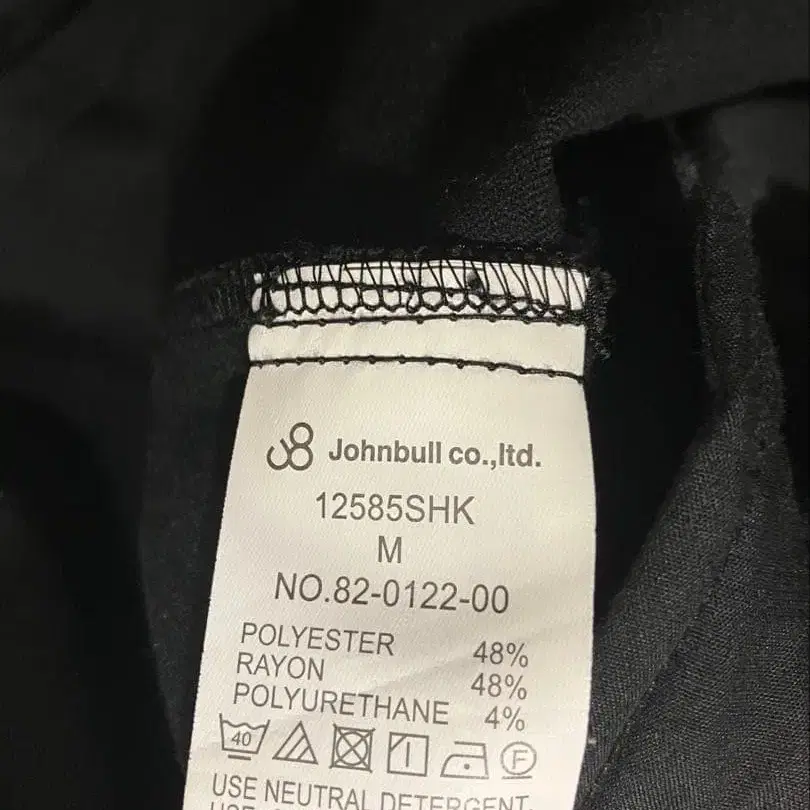 Johnbull co.,ltd.
12585SHK
M
NO.82-0122-00
POLYESTER 48%
RAYON 48%
POLYURETHANE 4%
40 F
USE NEUTRAL DETERGENT.